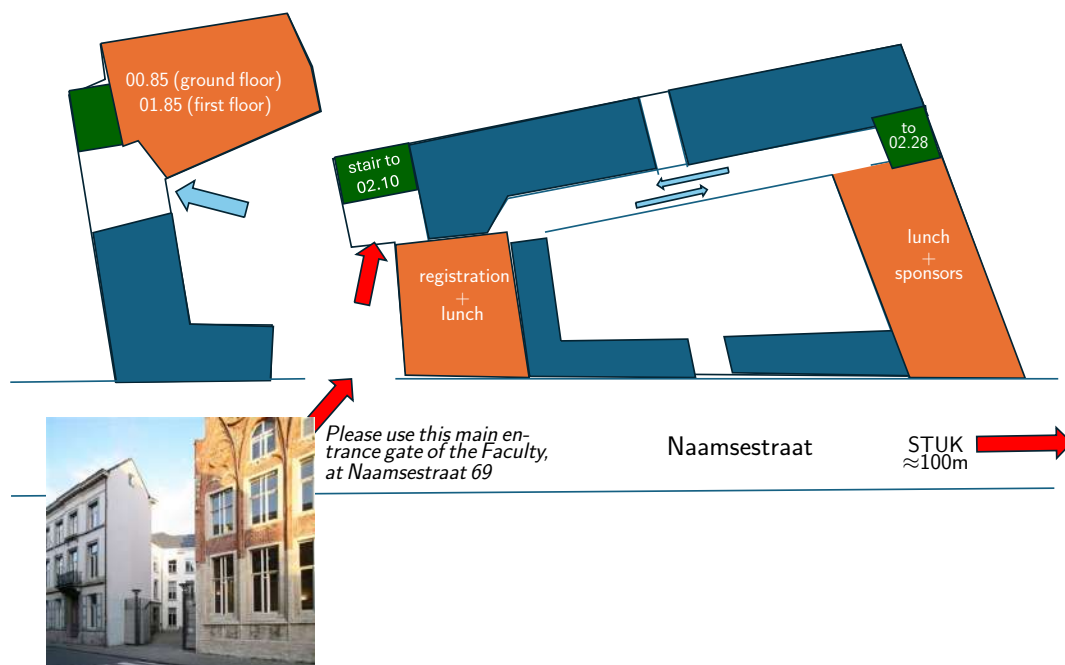 00.85 (ground floor)
01.85 (first floor)
stair to
02.10
to
02.28
registration
+
lunch
lunch
+
sponsors
Please use this main en-
trance gate of the Faculty,
at Naamsestraat 69
Naamsestraat
STUK
≈100m